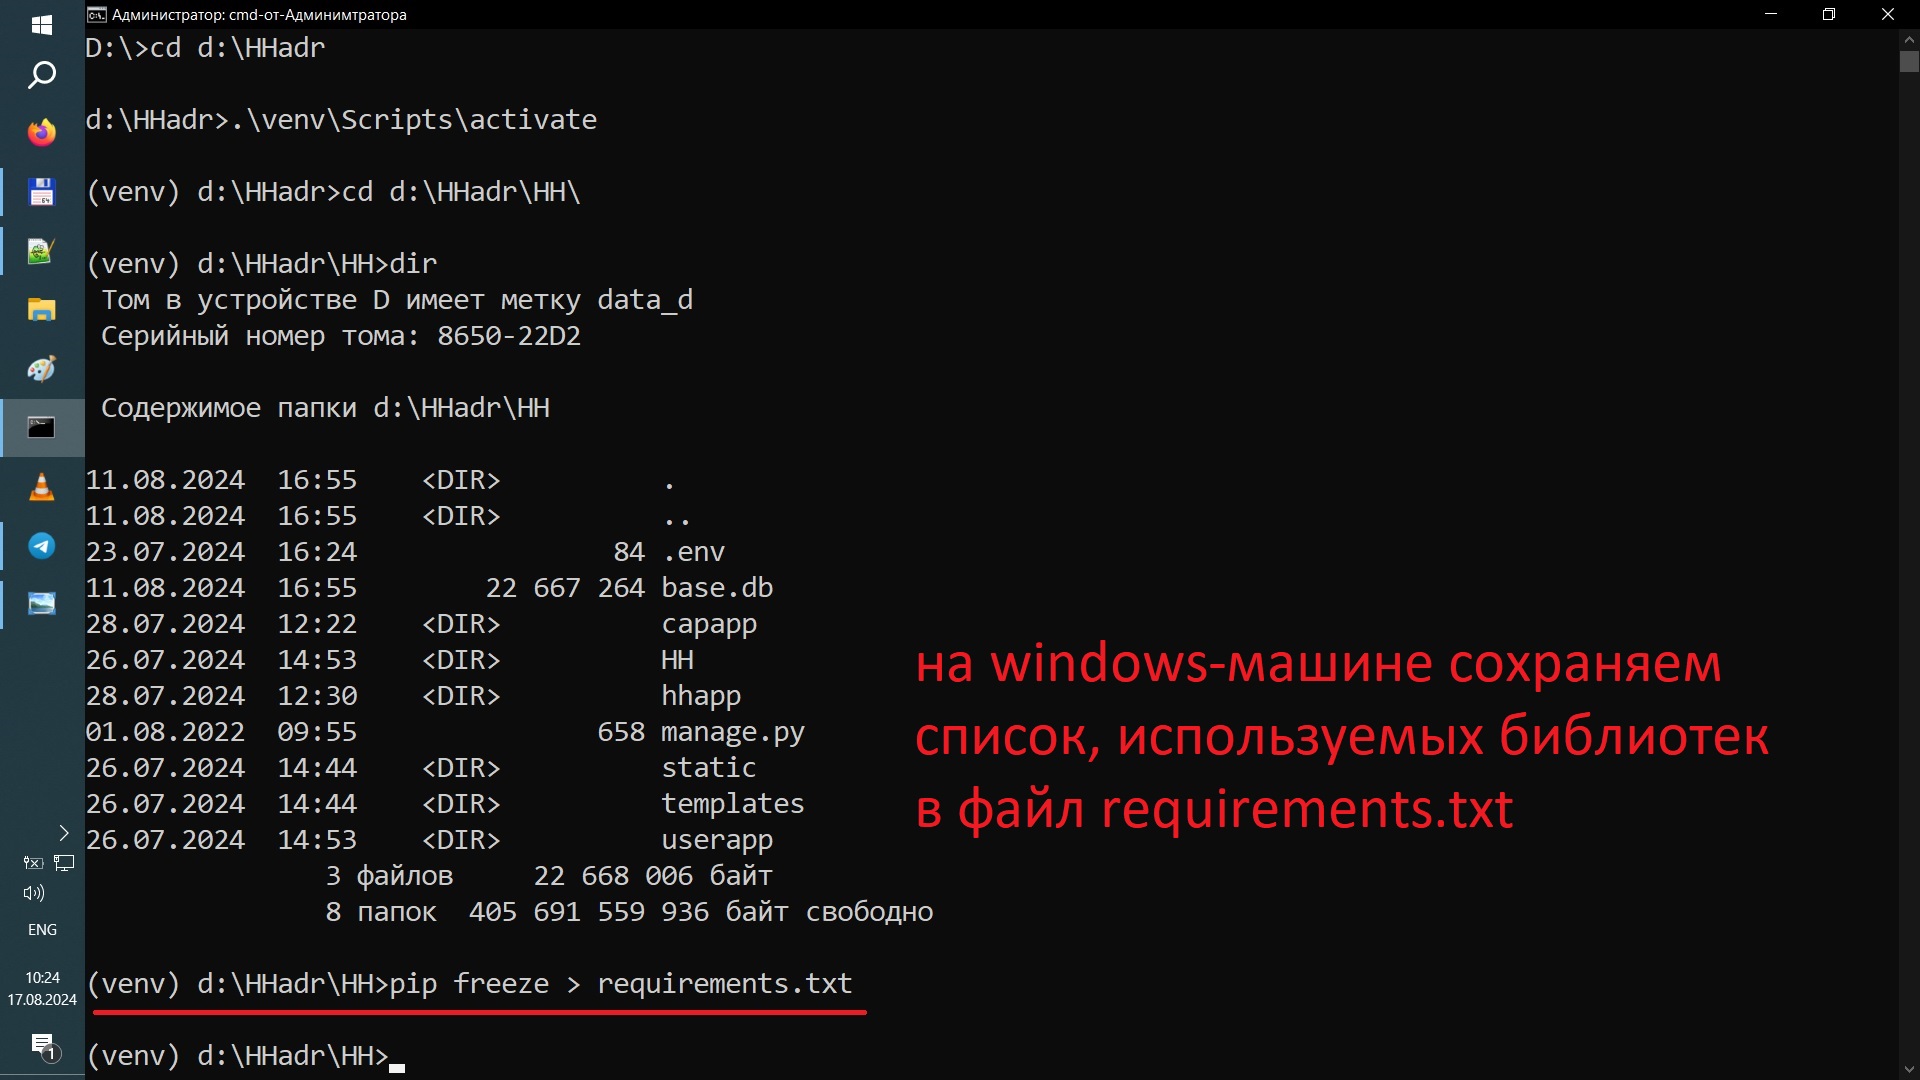 Администратор: cmd-от-Админимтратора
D:\>cd d:\HHadr
d:\HHadr>.\venv\Scripts\activate
(venv) d:\HHadr>cd d:\HHadr\HH\
(venv) d:\HHadr\HH>dir
Том в устройстве D имеет метку data_d
Серийный номер тома: 8650-22D2
Содержимое папки d:\HHadr\HH
11.08.2024  16:55    <DIR>          .
11.08.2024  16:55    <DIR>          ..
23.07.2024  16:24                84 .env
11.08.2024  16:55        22 667 264 base.db
28.07.2024  12:22    <DIR>          capapp
26.07.2024  14:53    <DIR>          HH
28.07.2024  12:30    <DIR>          hhapp
01.08.2022  09:55               658 manage.py
26.07.2024  14:44    <DIR>          static
26.07.2024  14:44    <DIR>          templates
26.07.2024  14:53    <DIR>          userapp
3 файлов     22 668 006 байт
8 папок  405 691 559 936 байт свободно
(venv) d:\HHadr\HH>pip freeze > requirements.txt
(venv) d:\HHadr\HH>
на windows-машине сохраняем
список, используемых библиотек
в файл requirements.txt
64
ENG
10:24
17.08.2024
1